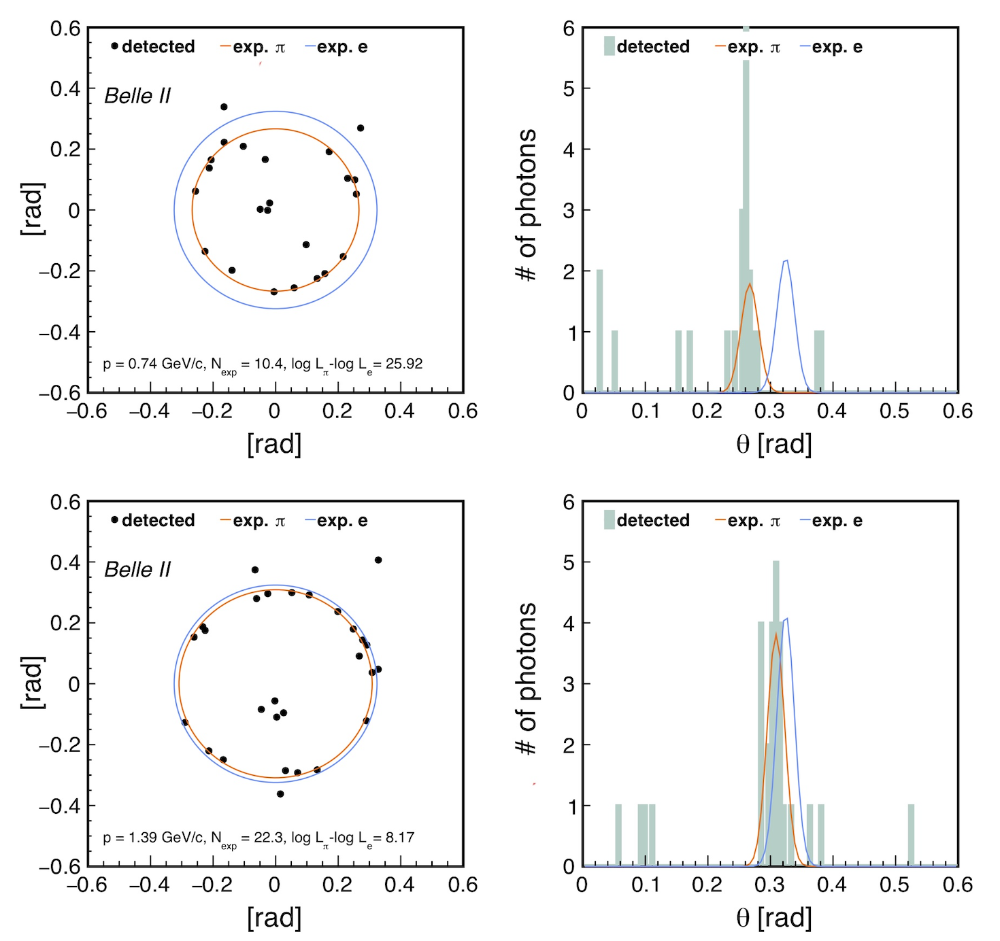 0.6
detected exp. π exp. e
0.4
Belle II
0.2
[rad]
0
−0.2
−0.4
p = 0.74 GeV/c, Nexp = 10.4, log Lπ-log Le= 25.92
−0.6
−0.6 −0.4 −0.2 0 0.2 0.4 0.6
[rad]
6
detected exp. π exp. e
5
4
# of photons
3
2
1
0
0 0.1 0.2 0.3 0.4 0.5 0.6
θ [rad]
0.6
detected exp. π exp. e
0.4
Belle II
0.2
[rad]
0
−0.2
−0.4
p = 1.39 GeV/c, Nexp = 22.3, log Lπ-log Le= 8.17
−0.6
−0.6 −0.4 −0.2 0 0.2 0.4 0.6
[rad]
6
detected exp. π exp. e
5
4
# of photons
3
2
1
0
0 0.1 0.2 0.3 0.4 0.5 0.6
θ [rad]